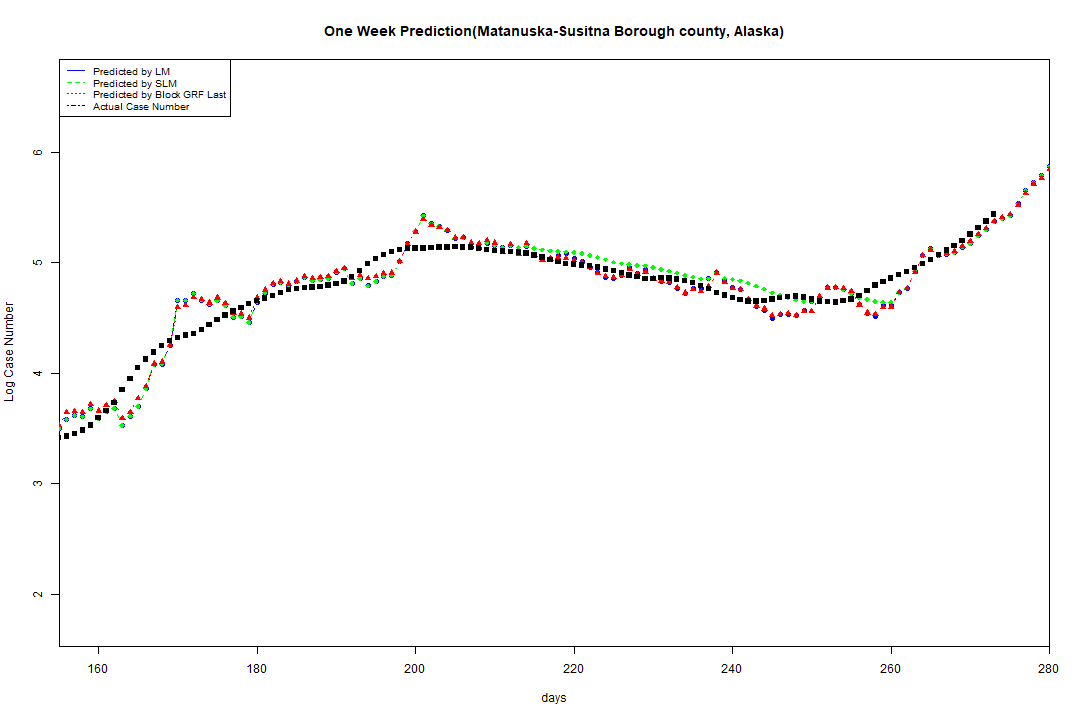 One Week Prediction(Matanuska-Susitna Borough county, Alaska)
Predicted by LM
Predicted by SLM
Predicted by Block GRF Last
Actual Case Number
6
5
4
3
2
Log Case Number
160 180 200 220 240 260 280
days